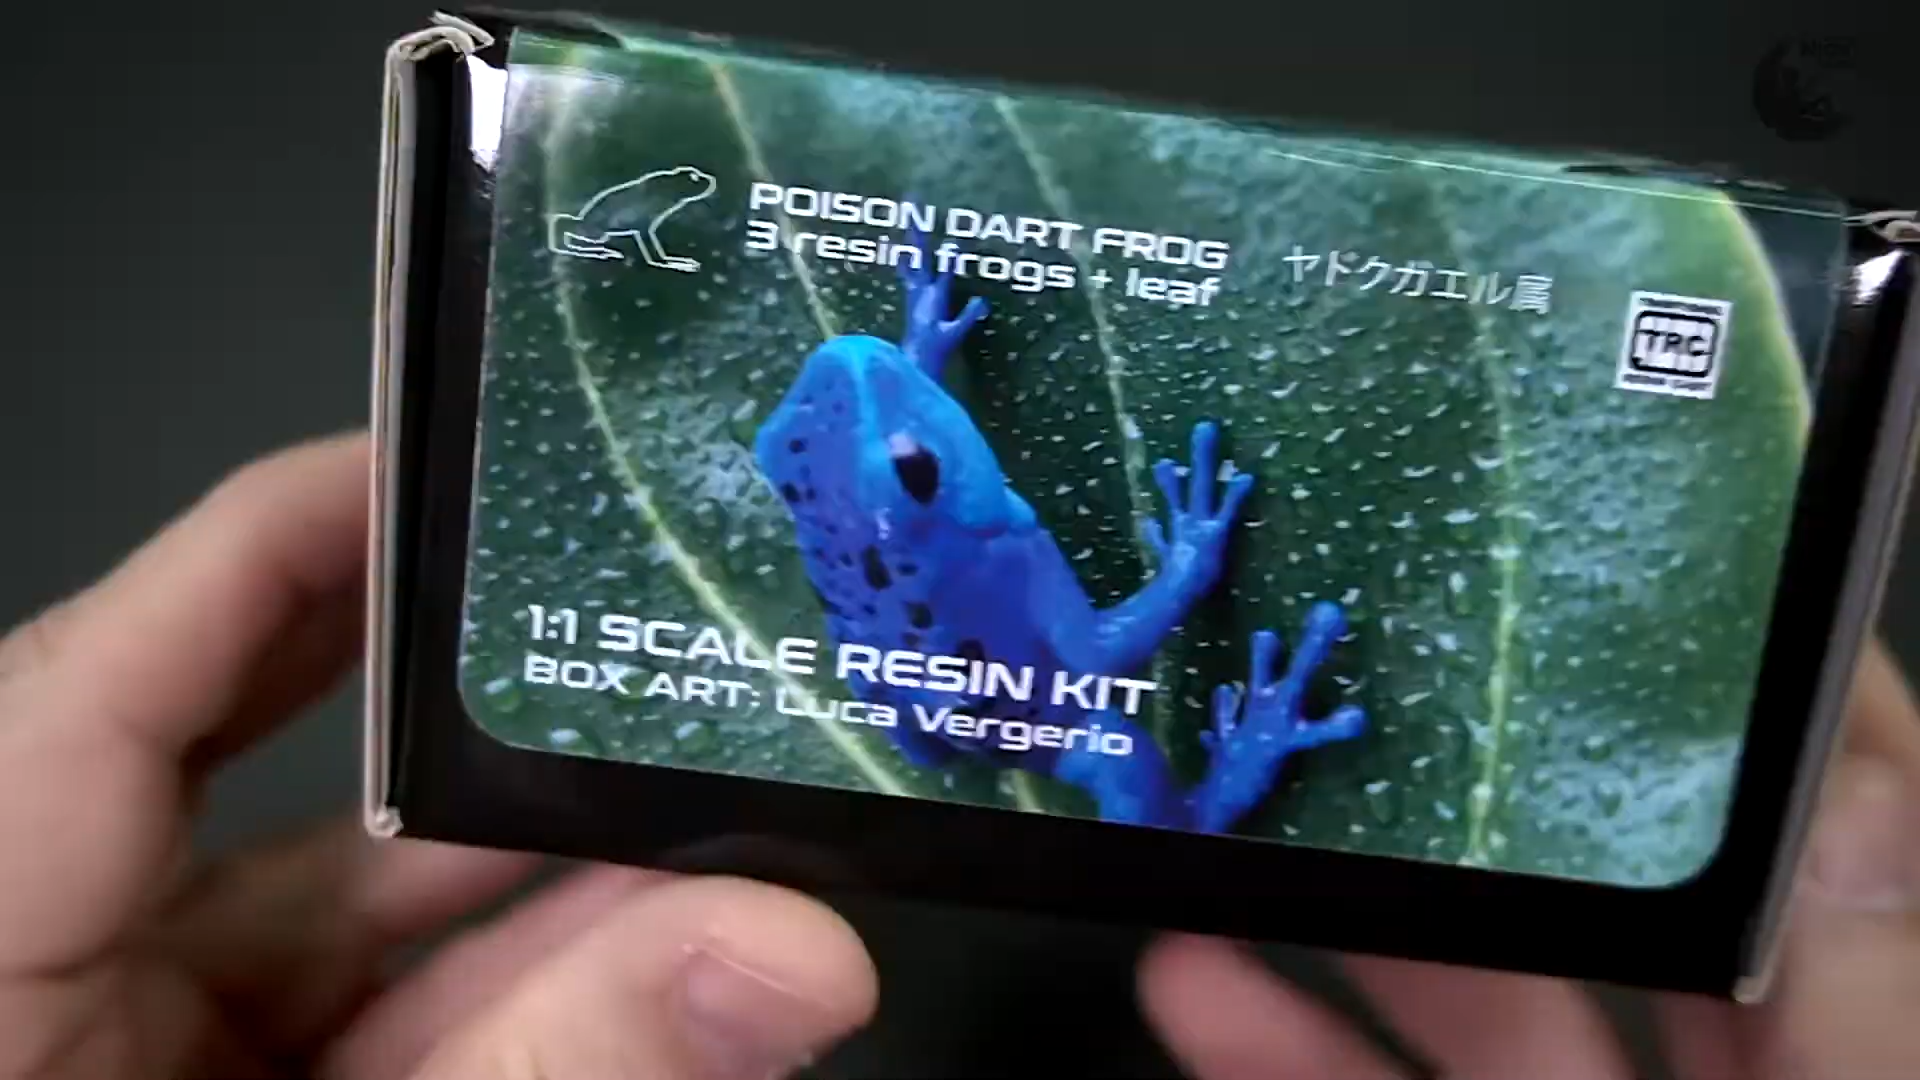 POISON DART FROG
3 resin frogs + leaf
ヤドクガエル属
TRC
1:1 SCALE RESIN KIT
BOX ART: Luca Vergerio